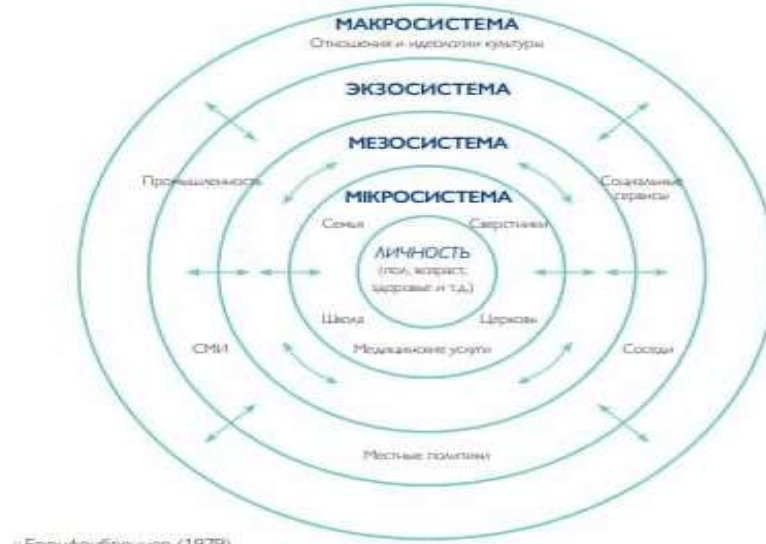 МАКРОСИСТЕМА
Отношения и идеологии культуры
ЭКЗОСИСТЕМА
МЕЗОСИСТЕМА
Промышленность
Социальные
сервисы
МІКРОСИСТЕМА
Семья
Сверстники
ЛИЧНОСТЬ
(пол, возраст,
здоровье и т.д.)
Школа
Церковь
СМИ
Медицинские услуги
Соседи
Местные политики
(1979)